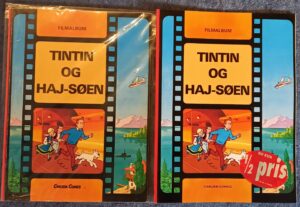 FILMALBUM
TINTIN
OG
HAJ-SØEN
CARLSEN COMICS
FILMALBUM
TINTIN
OG
HAJ-SØEN
1/2 pris
CARLSEN COMICS